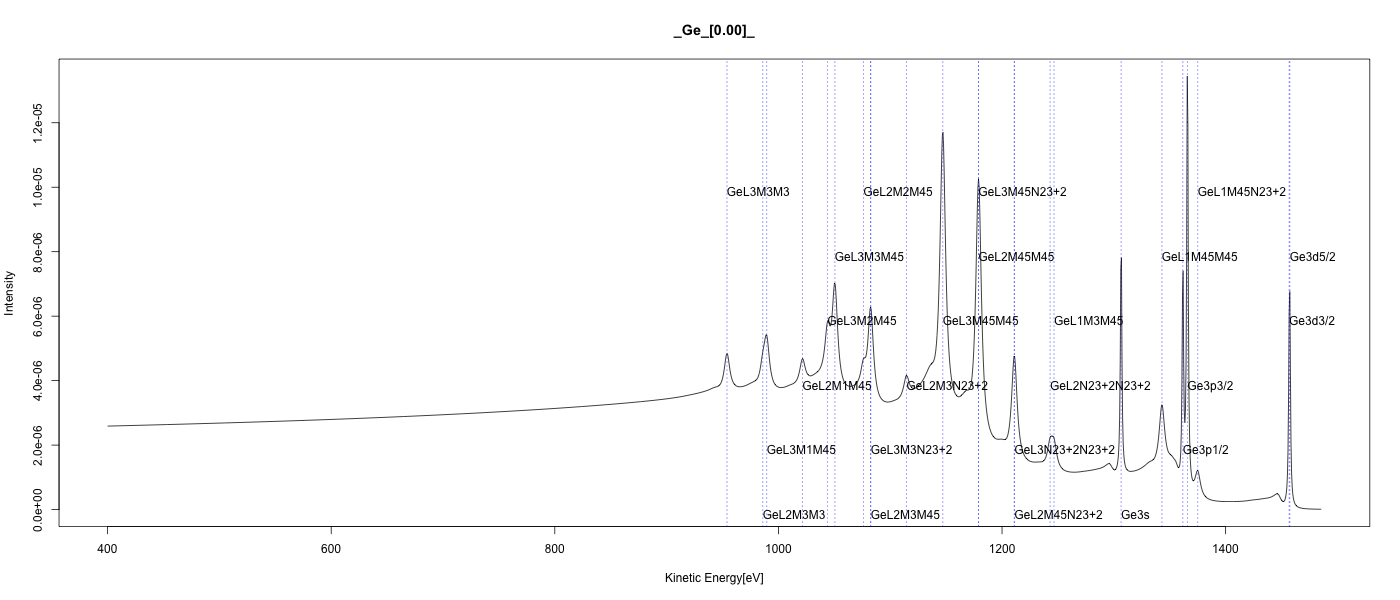 _Ge_[0.00]_
Intensity
0.0e+00
2.0e-06
4.0e-06
6.0e-06
8.0e-06
1.0e-05
1.2e-05
GeL3M3M3
GeL2M2M45
GeL3M45N23+2
GeL1M45N23+2
GeL3M3M45
GeL2M45M45
GeL1M45M45
Ge3d5/2
GeL3M2M45
GeL3M45M45
GeL1M3M45
Ge3d3/2
GeL2M1M45
GeL2M3N23+2
GeL2N23+2N23+2
Ge3p3/2
GeL3M1M45
GeL3M3N23+2
GeL3N23+2N23+2
Ge3p1/2
GeL2M3M3
GeL2M3M45
GeL2M45N23+2
Ge3s
400
600
800
1000
1200
1400
Kinetic Energy[eV]